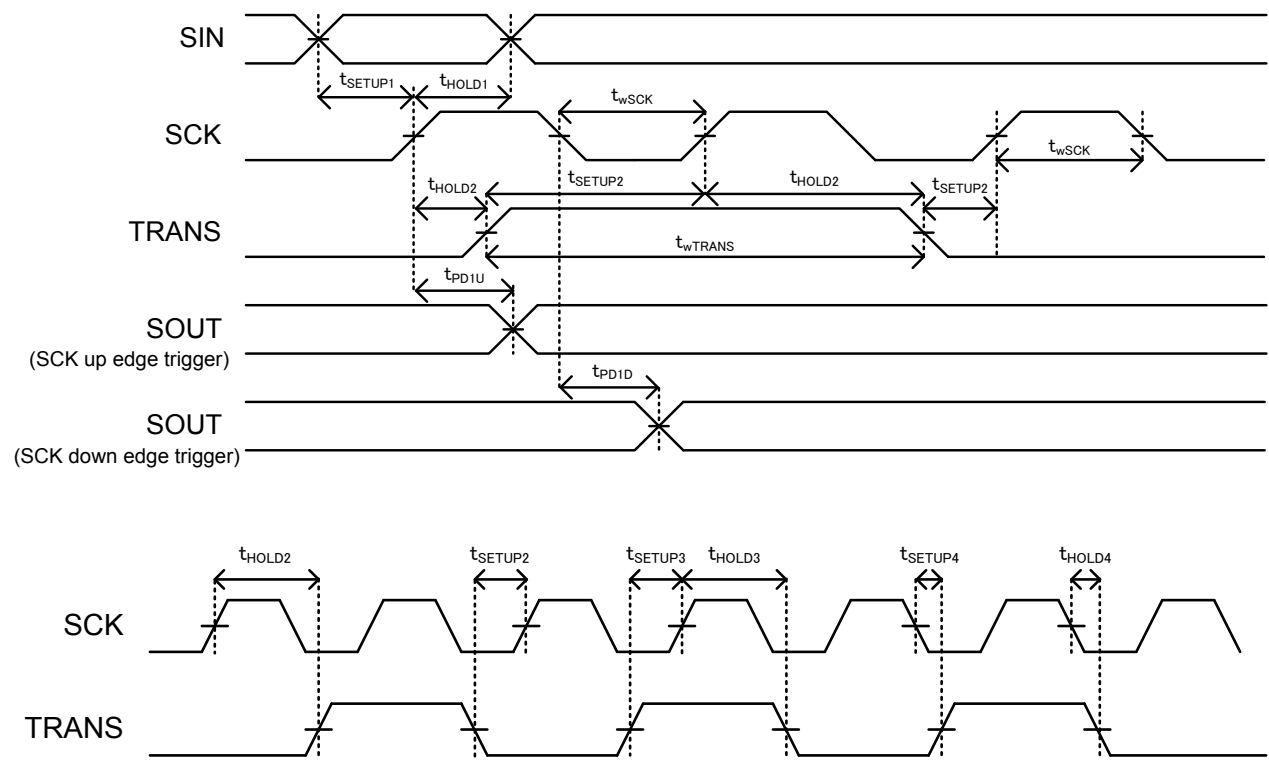 SIN
tSETUP1
tHOLD1
twSCK
SCK
twSCK
tHOLD2
tSETUP2
tHOLD2
tSETUP2
TRANS
twTRANS
tPD1U
SOUT
(SCK up edge trigger)
tPD1D
SOUT
(SCK down edge trigger)
tHOLD2
tSETUP2
tSETUP3
tHOLD3
tSETUP4
tHOLD4
SCK
TRANS